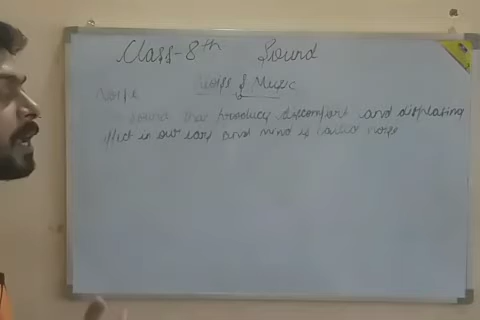 Class-8th Sound
Noise & Music
Noise
Sound that produces discomfort and displeasing
effect in our ears and mind is called noise